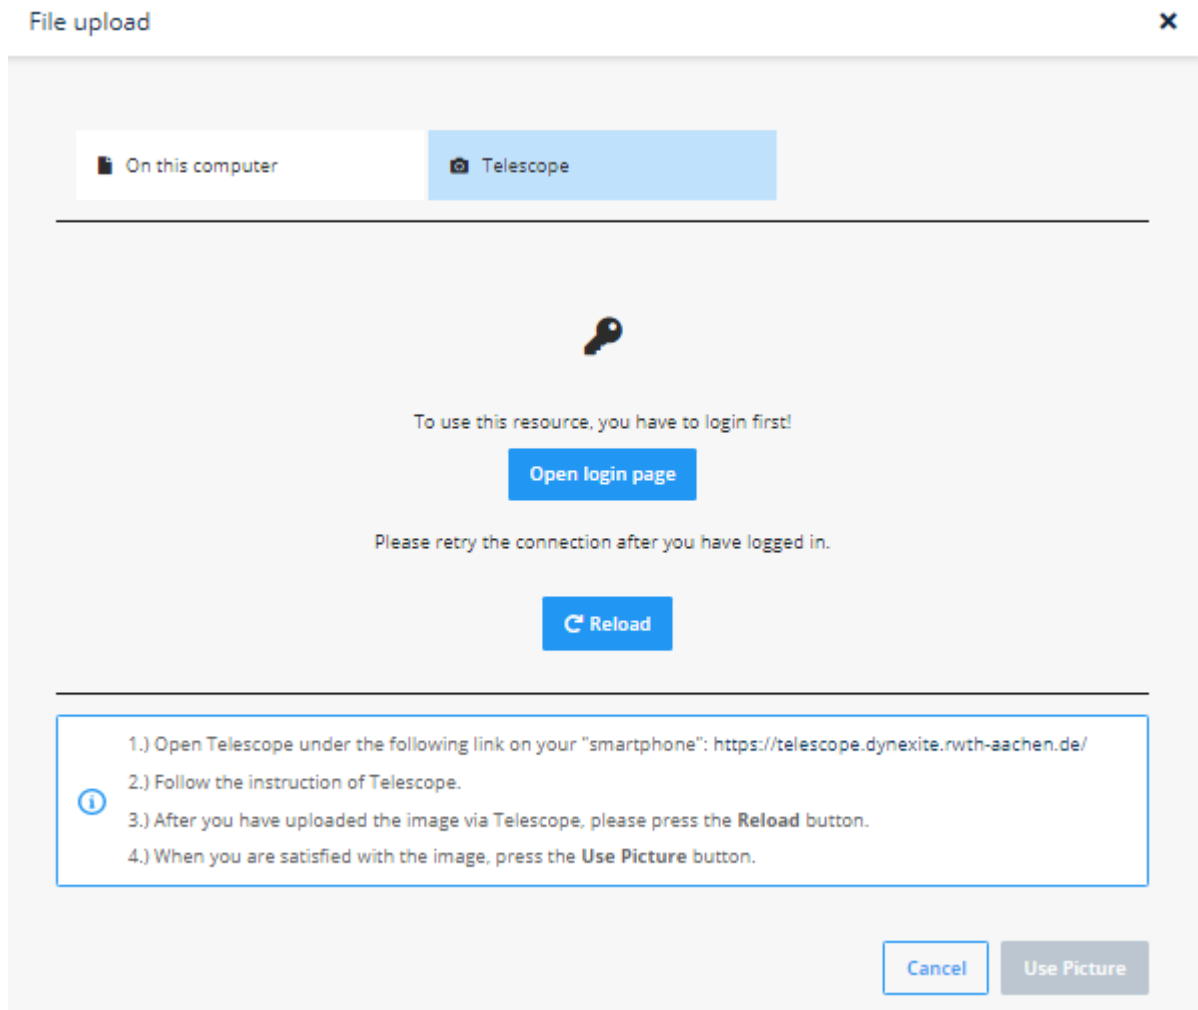 File upload
On this computer
Telescope
To use this resource, you have to login first!
Open login page
Please retry the connection after you have logged in.
Reload
1.) Open Telescope under the following link on your "smartphone": https://telescope.dynexite.rwth-aachen.de/
2.) Follow the instruction of Telescope.
3.) After you have uploaded the image via Telescope, please press the Reload button.
4.) When you are satisfied with the image, press the Use Picture button.
Cancel
Use Picture